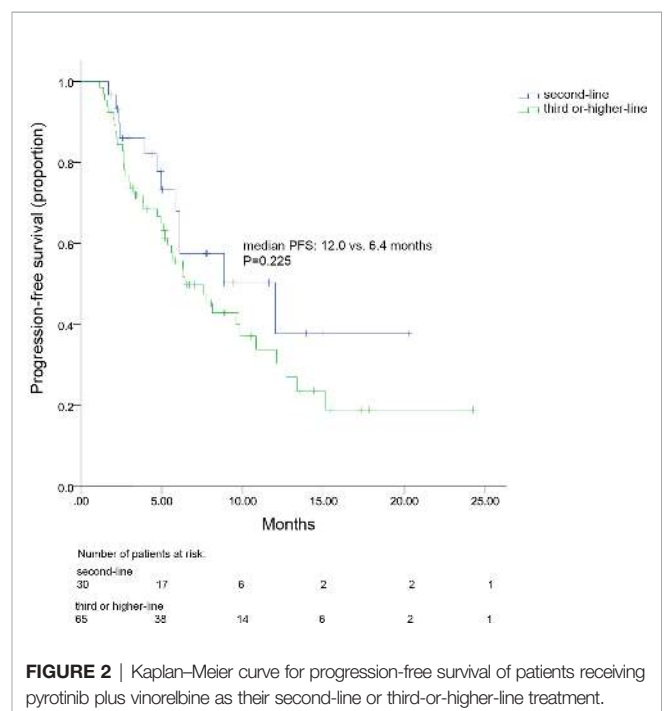 1.0
0.8
0.6
0.4
0.2
0.0
Progression-free survival (proportion)
second-line
third or-higher-line
median PFS: 12.0 vs. 6.4 months
P=0.225
.00 5.00 10.00 15.00 20.00 25.00
Months
Number of patients at risk.
second-line
30 17 6 2 2 1
third or higher-line
65 38 14 6 2 1
FIGURE 2 | Kaplan–Meier curve for progression-free survival of patients receiving
pyrotinib plus vinorelbine as their second-line or third-or-higher-line treatment.